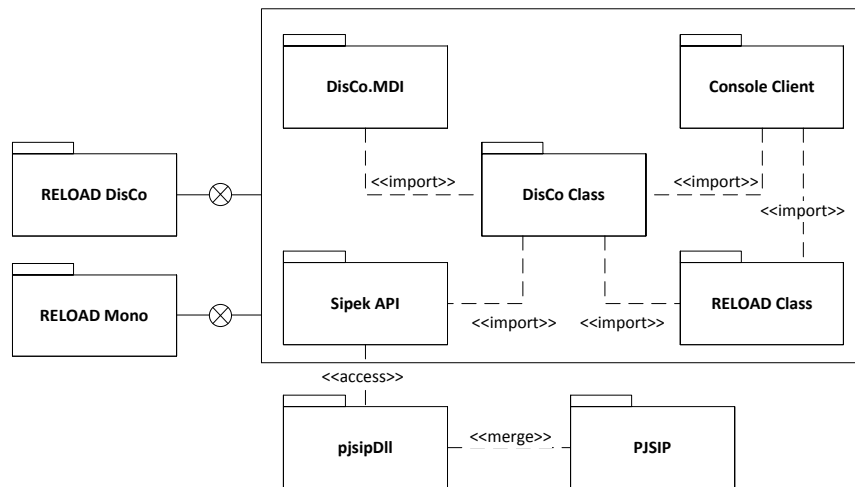 DisCo.MDI
Console Client
RELOAD DisCo
<<import>>
DisCo Class
<<import>>
<<import>>
RELOAD Mono
Sipek API
<<import>>
<<import>>
RELOAD Class
<<access>>
pjsipDll
<<merge>>
PJSIP